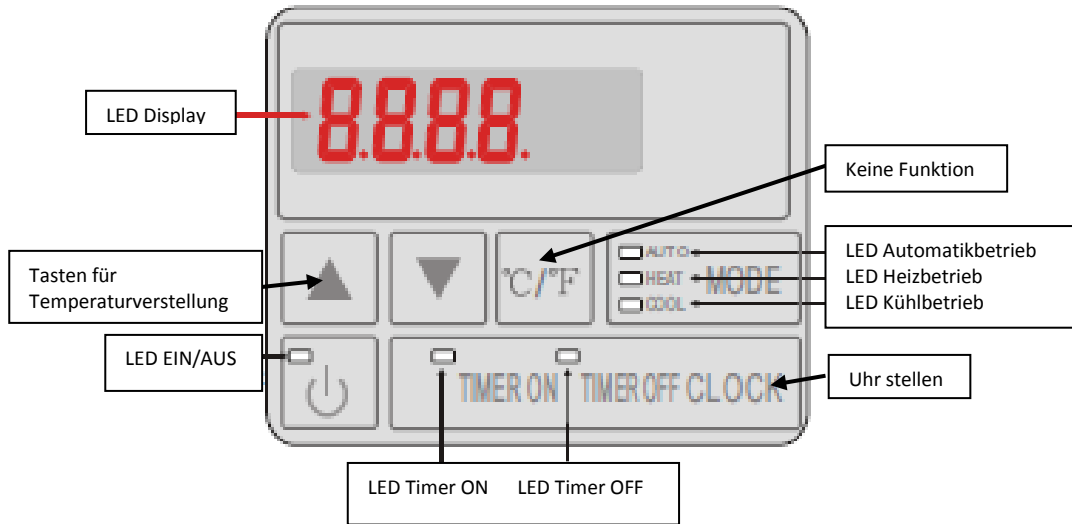 LED Display
8.8.8.8.
Keine Funktion
Tasten für
Temperaturverstellung
°C/°F
AUTO
HEAT
COOL
MODE
LED Automatikbetrieb
LED Heizbetrieb
LED Kühlbetrieb
LED EIN/AUS
TIMER ON
TIMER OFF
CLOCK
Uhr stellen
LED Timer ON
LED Timer OFF